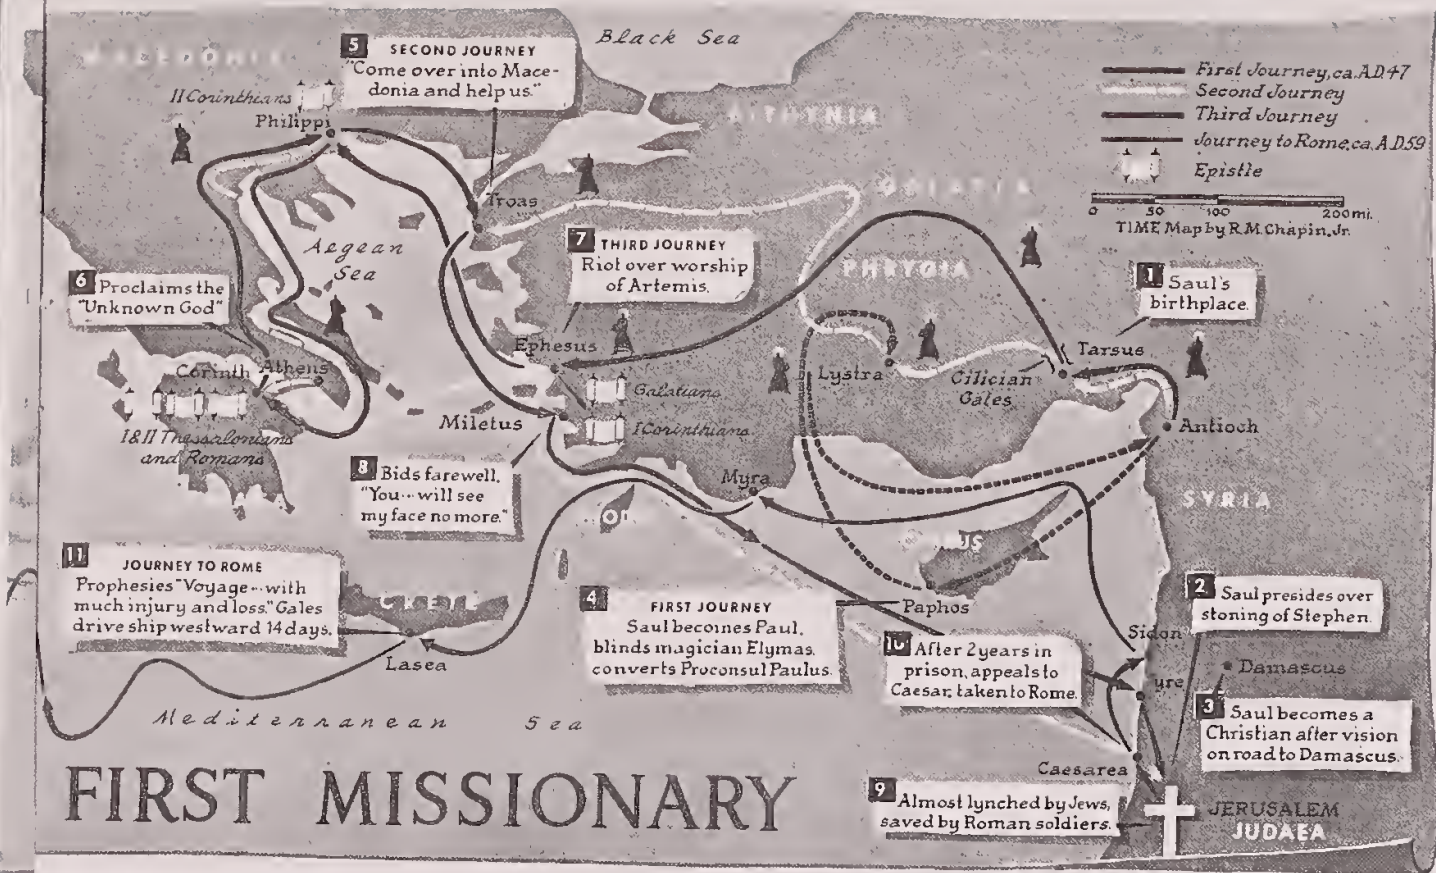 MACEDONIA
Black Sea
5 SECOND JOURNEY
"Come over into Mace-
donia and help us."
II Corinthians
Philippi
BITHYNIA
First Journey, ca. A.D. 47
Second Journey
Third Journey
Journey to Rome, ca. A.D. 59
Epistle
0 50 100 200 mi.
TIME Map by R.M. Chapin, Jr.
Troas
GALATIA
Aegean
Sea
7 THIRD JOURNEY
Riot over worship
of Artemis.
PHRYGIA
1 Saul's
birthplace.
6 Proclaims the
"Unknown God"
Ephesus
Tarsus
Corinth
Athens
Lystra
Cilician
Gates
Galatians
Miletus
I Corinthians
Antioch
I & II Thessalonians
and Romans
8 Bids farewell.
"You... will see
my face no more."
Myra
SYRIA
11 JOURNEY TO ROME
Prophesies "Voyage... with
much injury and loss." Gales
drive ship westward 14 days.
CRETE
Lasea
4 FIRST JOURNEY
Saul becomes Paul,
blinds magician Elymas,
converts Proconsul Paulus.
Paphos
2 Saul presides over
stoning of Stephen.
10 After 2 years in
prison, appeals to
Caesar, taken to Rome.
Sidon
yre
Damascus
3 Saul becomes a
Christian after vision
on road to Damascus.
Mediterranean Sea
Caesarea
9 Almost lynched by Jews,
saved by Roman soldiers.
JERUSALEM
JUDAEA
FIRST MISSIONARY